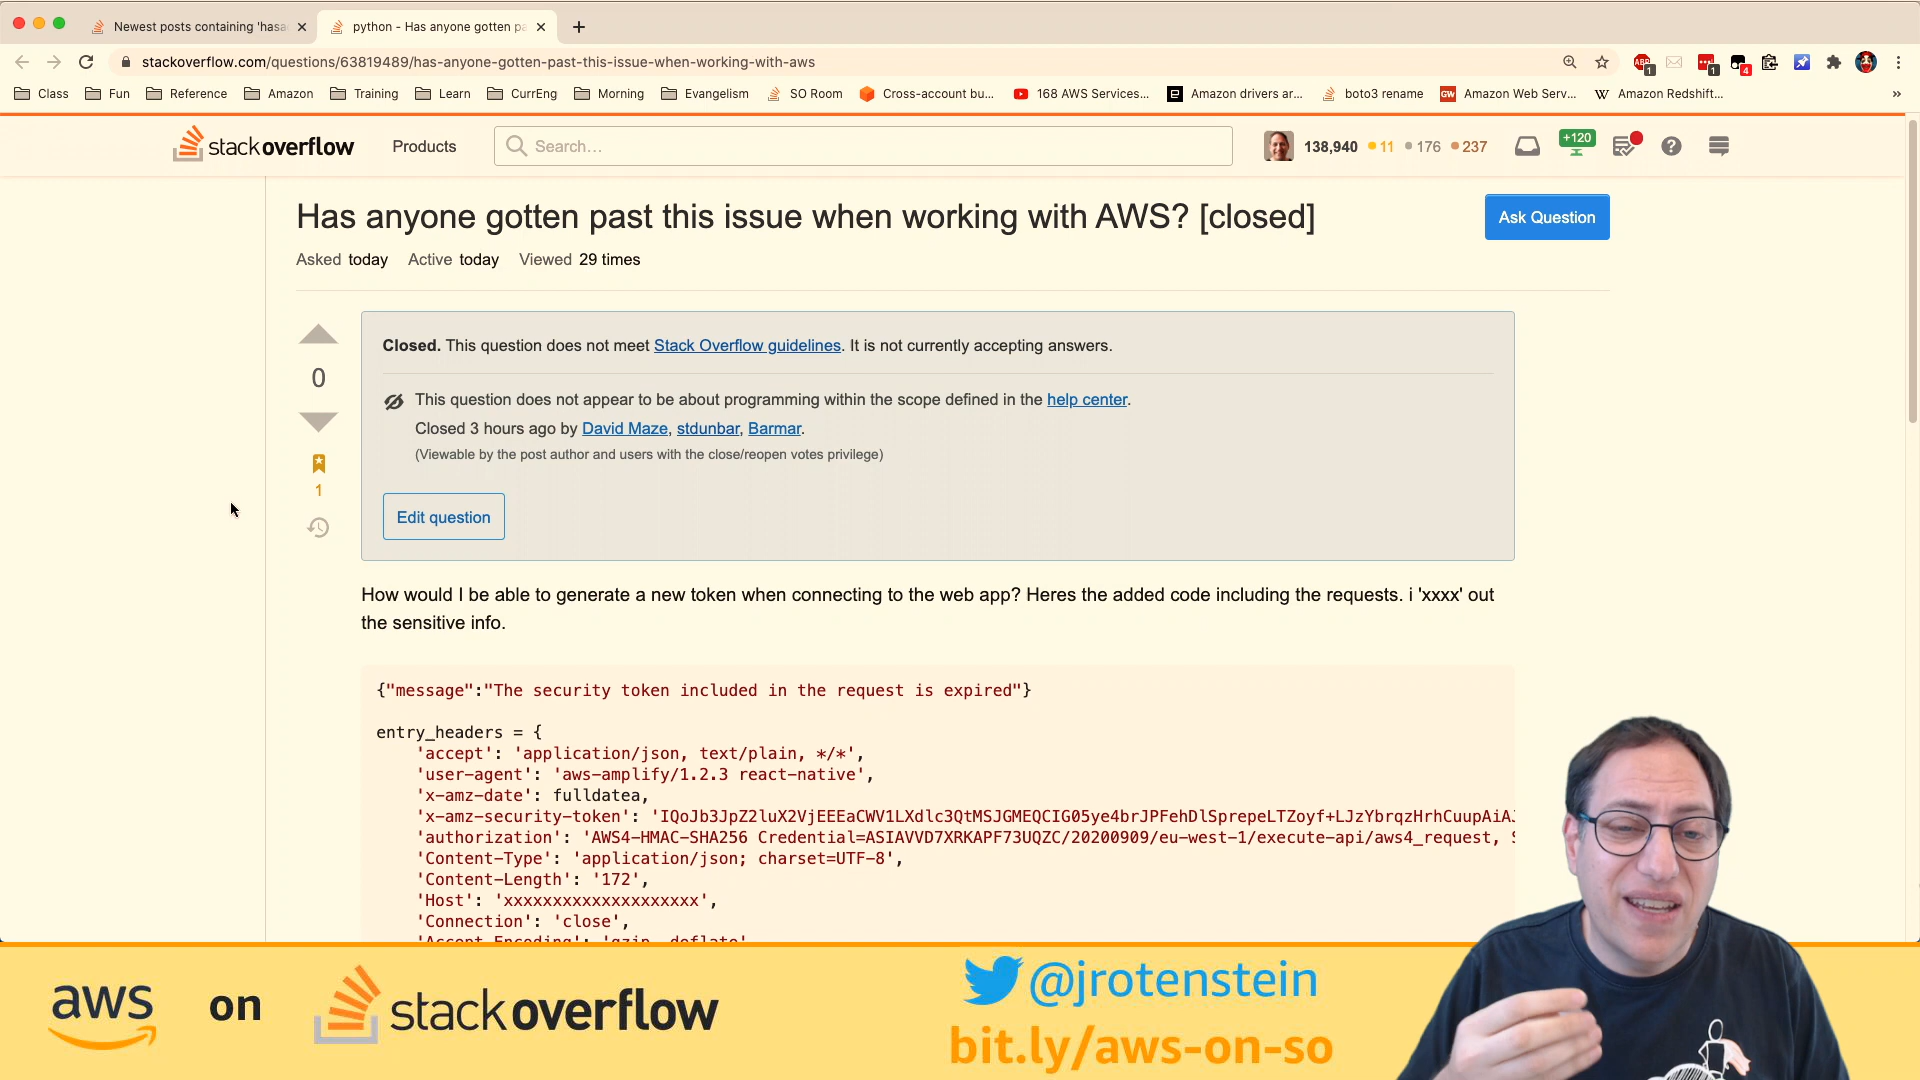 Newest posts containing 'hasa
python - Has anyone gotten pa
stackoverflow.com/questions/63819489/has-anyone-gotten-past-this-issue-when-working-with-aws
ABP
1
1
4
Class
Fun
Reference
Amazon
Training
Learn
CurrEng
Morning
Evangelism
SO Room
Cross-account bu...
168 AWS Services...
Amazon drivers ar...
boto3 rename
GW
Amazon Web Serv...
W
Amazon Redshift...
»
stackoverflow
Products
Search…
138,940
11
176
237
+120
Has anyone gotten past this issue when working with AWS? [closed]
Ask Question
Asked today Active today Viewed 29 times
0
1
Closed. This question does not meet Stack Overflow guidelines. It is not currently accepting answers.
This question does not appear to be about programming within the scope defined in the help center.
Closed 3 hours ago by David Maze, stdunbar, Barmar.
(Viewable by the post author and users with the close/reopen votes privilege)
Edit question
How would I be able to generate a new token when connecting to the web app? Heres the added code including the requests. i 'xxxx' out
the sensitive info.
{"message":"The security token included in the request is expired"}
entry_headers = {
'accept': 'application/json, text/plain, */*',
'user-agent': 'aws-amplify/1.2.3 react-native',
'x-amz-date': fulldatea,
'x-amz-security-token': 'IQoJb3JpZ2luX2VjEEEaCWV1LXdlc3QtMSJGMEQCIG05ye4brJPFehDlSprepeLTZoyf+LJzYbrqzHrhCuupAiAJ
'authorization': 'AWS4-HMAC-SHA256 Credential=ASIAVVD7XRKAPF73UQZC/20200909/eu-west-1/execute-api/aws4_request, S
'Content-Type': 'application/json; charset=UTF-8',
'Content-Length': '172',
'Host': 'xxxxxxxxxxxxxxxxxxxx',
'Connection': 'close',
'Accept-Encoding': 'gzip, deflate'
aws on stackoverflow
@jrotenstein
bit.ly/aws-on-so